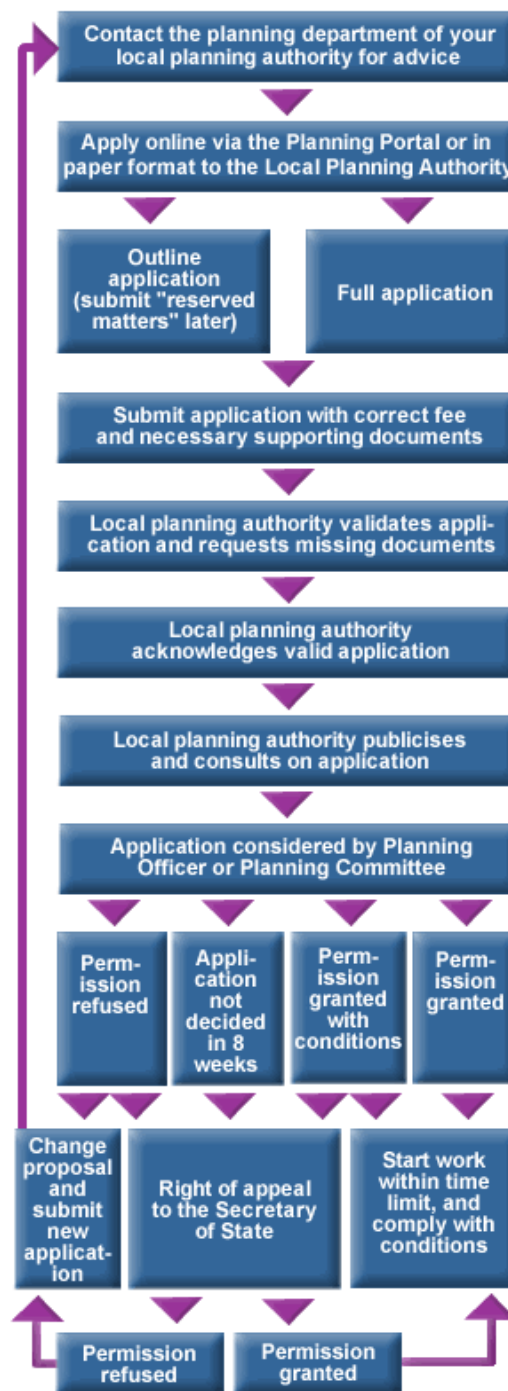 Contact the planning department of your
local planning authority for advice
Apply online via the Planning Portal or in
paper format to the Local Planning Authority
Outline
application
(submit "reserved
matters" later)
Full application
Submit application with correct fee
and necessary supporting documents
Local planning authority validates appli-
cation and requests missing documents
Local planning authority
acknowledges valid application
Local planning authority publicises
and consults on application
Application considered by Planning
Officer or Planning Committee
Perm-
ission
refused
Appli-
cation
not
decided
in 8
weeks
Perm-
ission
granted
with
conditions
Perm-
ission
granted
Change
proposal
and
submit
new
applicat-
ion
Right of appeal
to the Secretary
of State
Start work
within time
limit, and
comply with
conditions
Permission
refused
Permission
granted